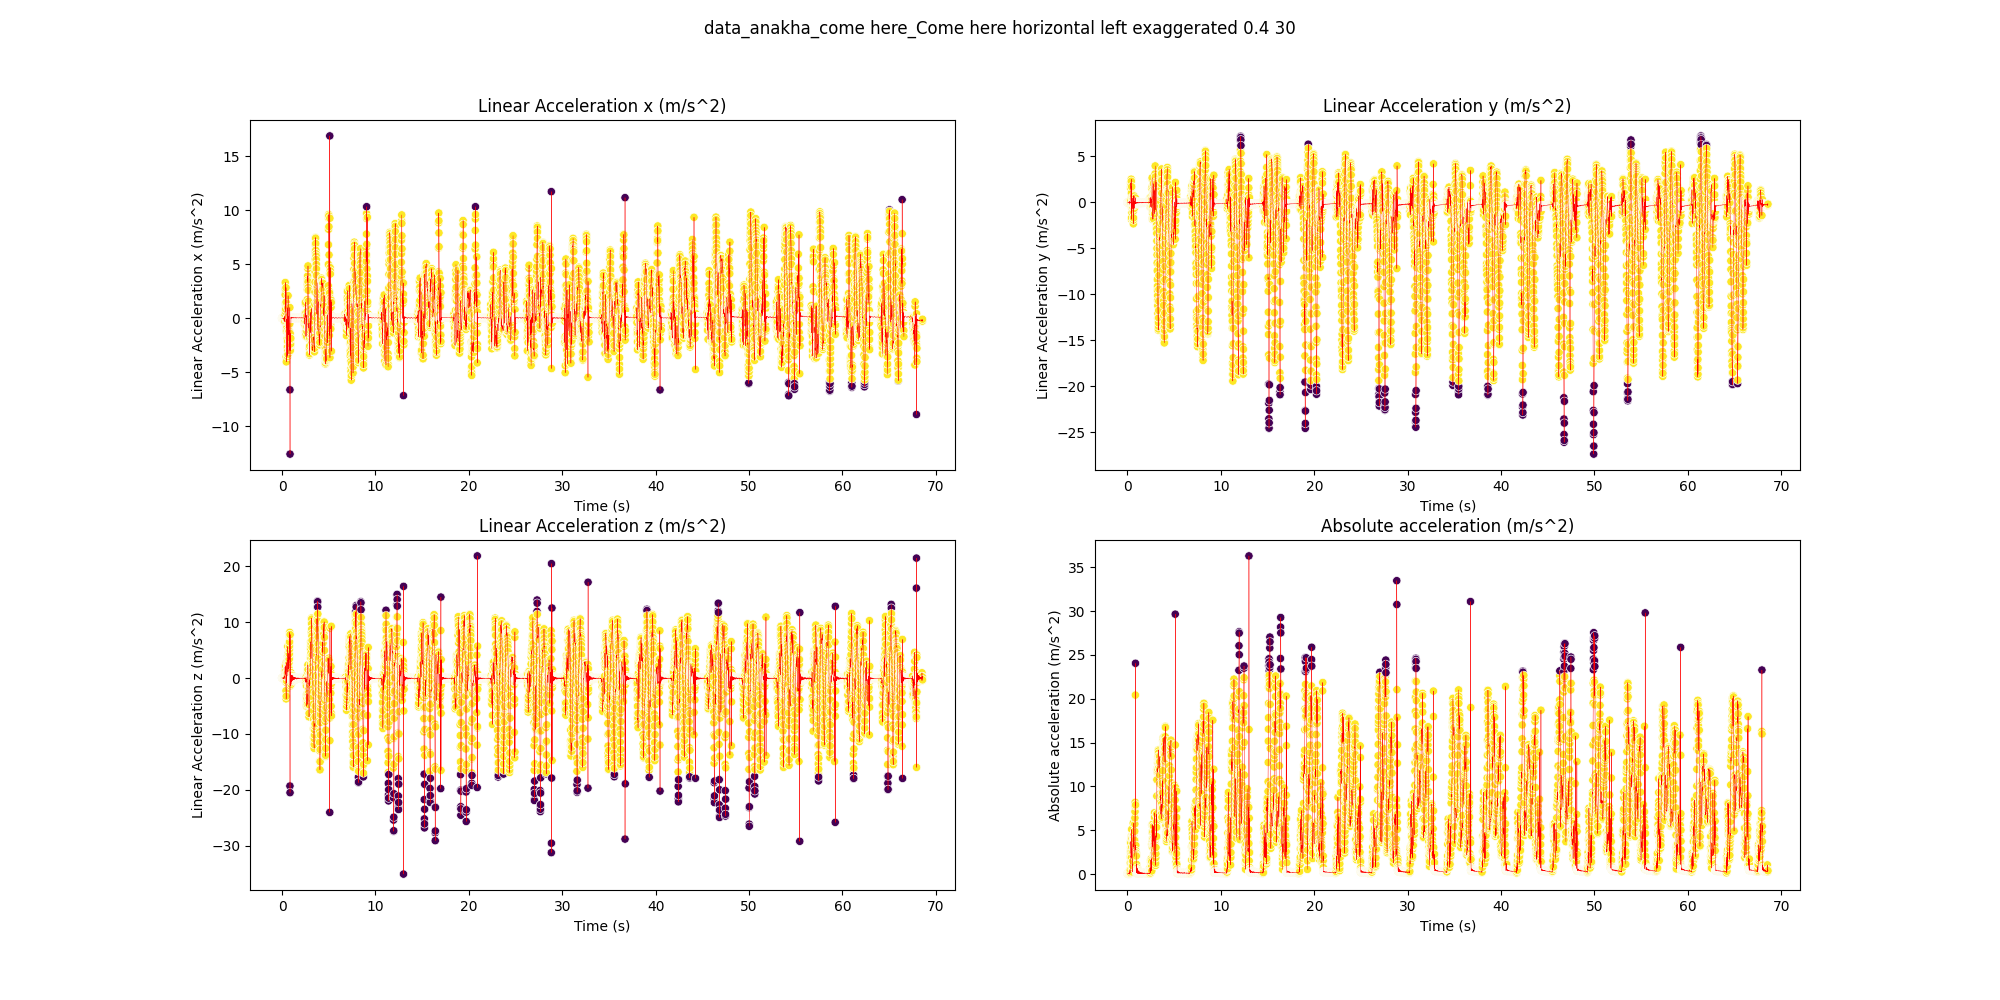 data_anakha_come here_Come here horizontal left exaggerated 0.4 30
Linear Acceleration x (m/s^2)
Linear Acceleration x (m/s^2)
15
10
5
0
−5
−10
0 10 20 30 40 50 60 70
Time (s)
Linear Acceleration y (m/s^2)
Linear Acceleration y (m/s^2)
5
0
−5
−10
−15
−20
−25
0 10 20 30 40 50 60 70
Time (s)
Linear Acceleration z (m/s^2)
Linear Acceleration z (m/s^2)
20
10
0
−10
−20
−30
0 10 20 30 40 50 60 70
Time (s)
Absolute acceleration (m/s^2)
Absolute acceleration (m/s^2)
35
30
25
20
15
10
5
0
0 10 20 30 40 50 60 70
Time (s)